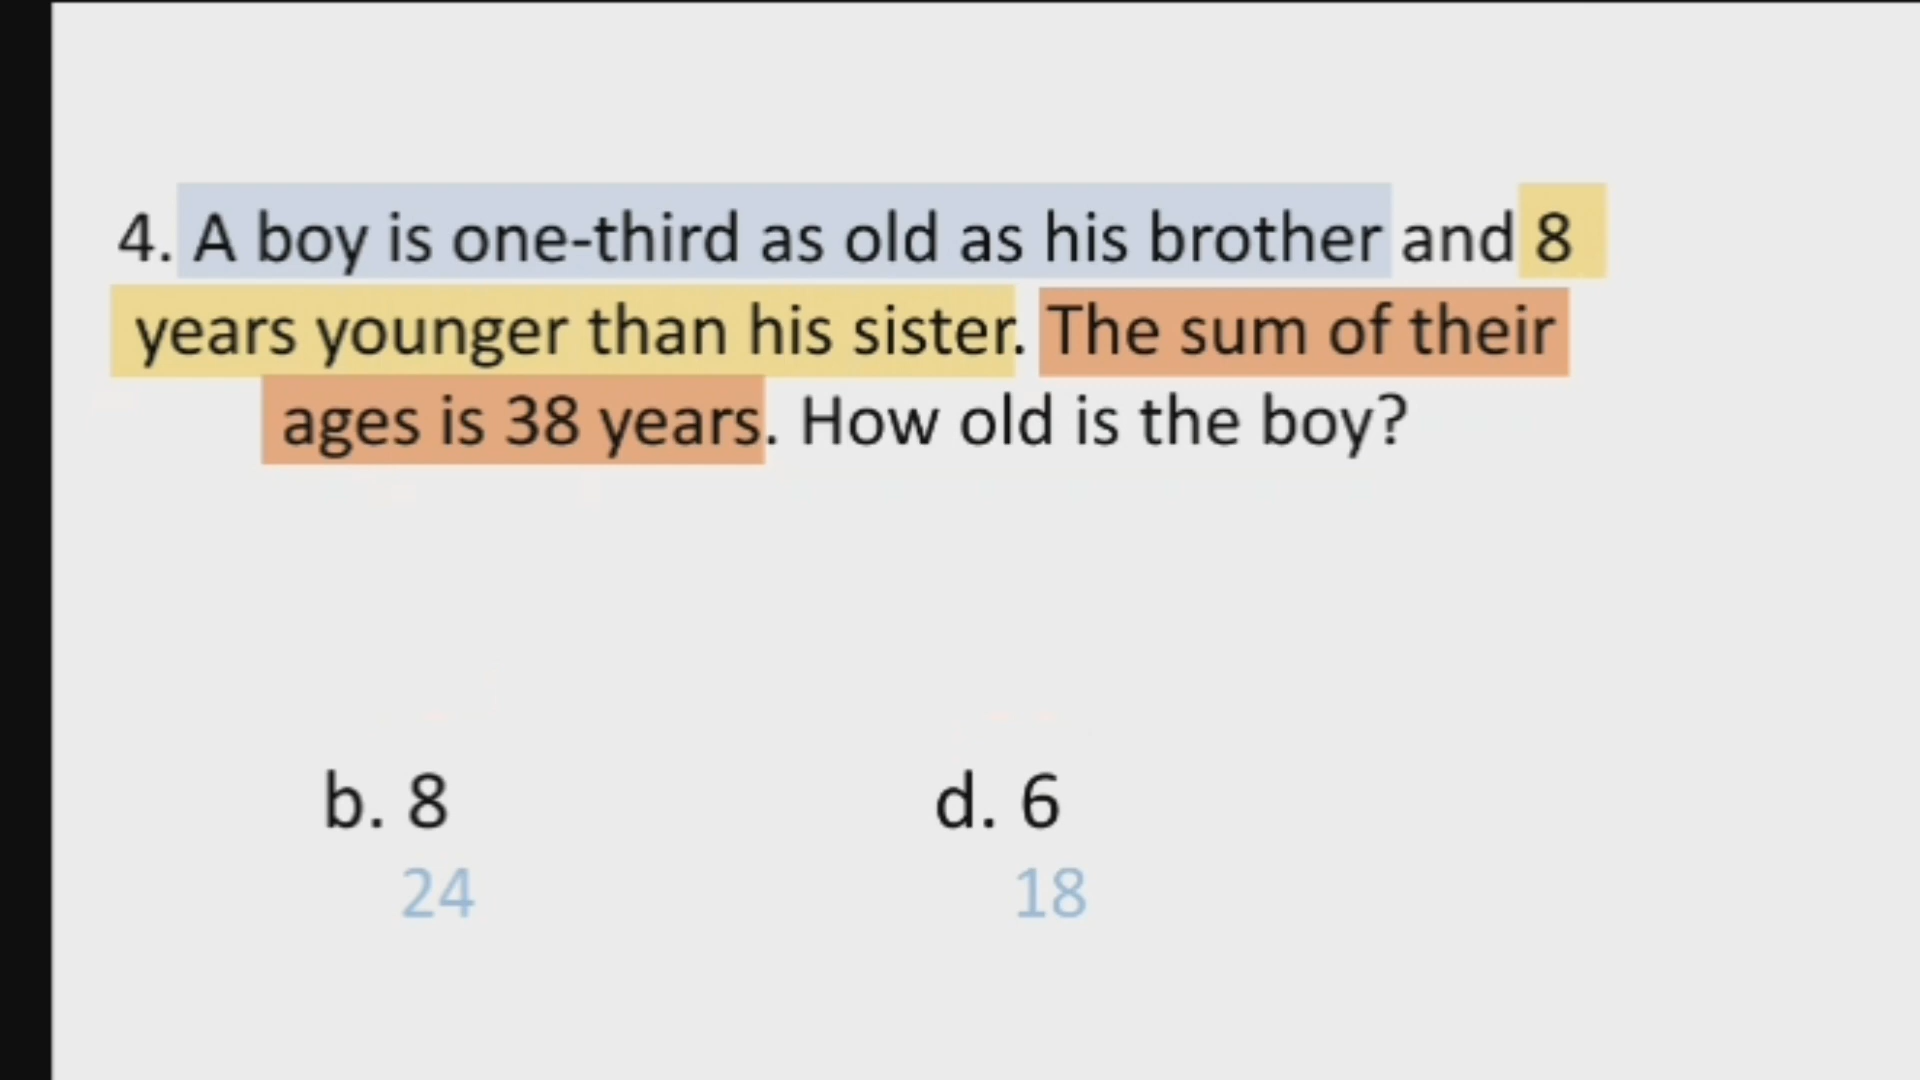 4. A boy is one-third as old as his brother and 8
years younger than his sister. The sum of their
ages is 38 years. How old is the boy?
b. 8
d. 6
24
18